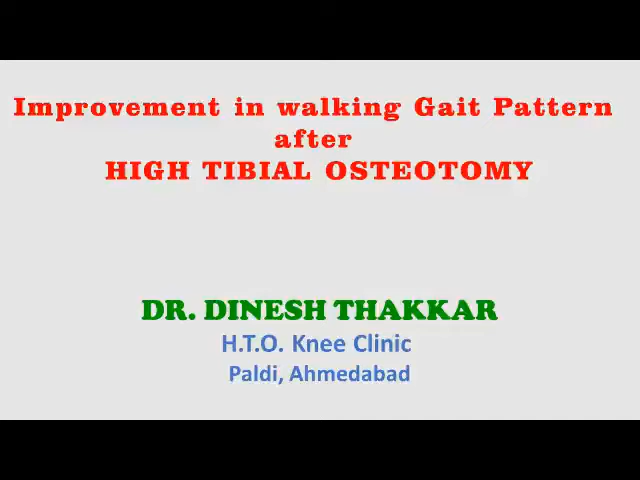 Improvement in walking Gait Pattern
after
HIGH TIBIAL OSTEOTOMY
DR. DINESH THAKKAR
H.T.O. Knee Clinic
Paldi, Ahmedabad